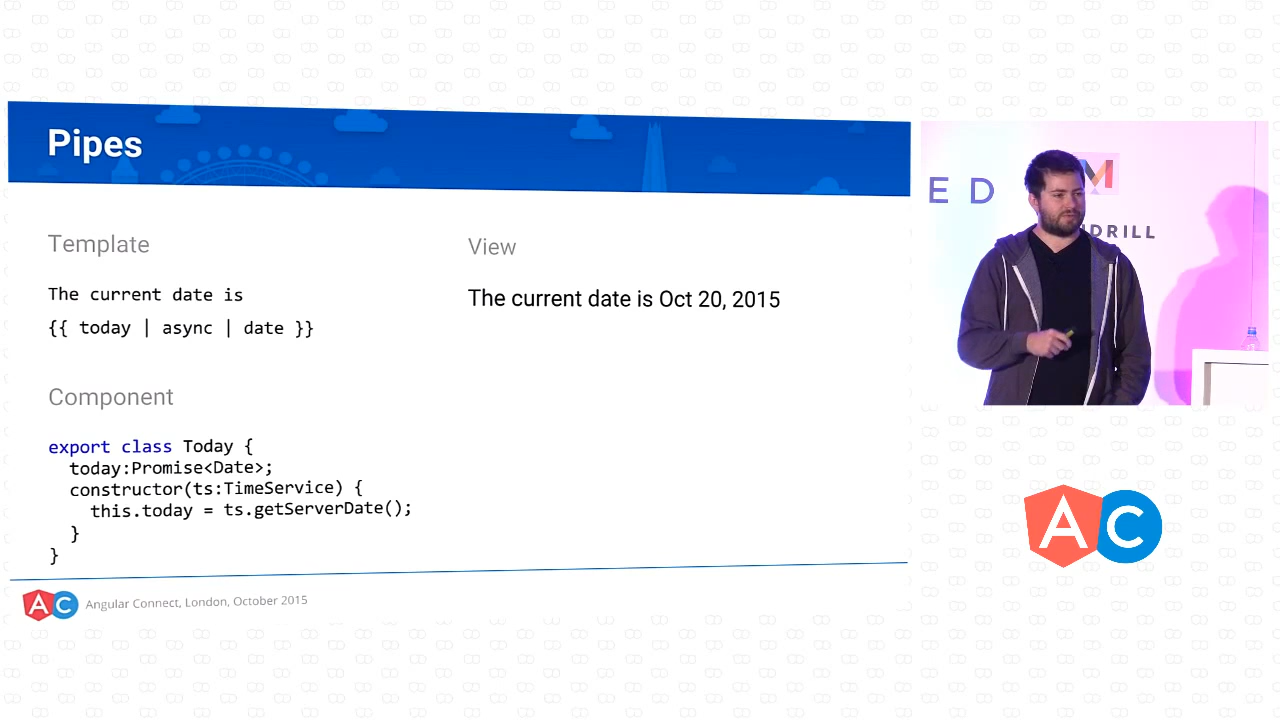 Pipes
Template
The current date is
{{ today | async | date }}
View
The current date is Oct 20, 2015
Component
export class Today {
today:Promise<Date>;
constructor(ts:TimeService) {
this.today = ts.getServerDate();
}
}
AC Angular Connect, London, October 2015
ED
M
DRILL
AC